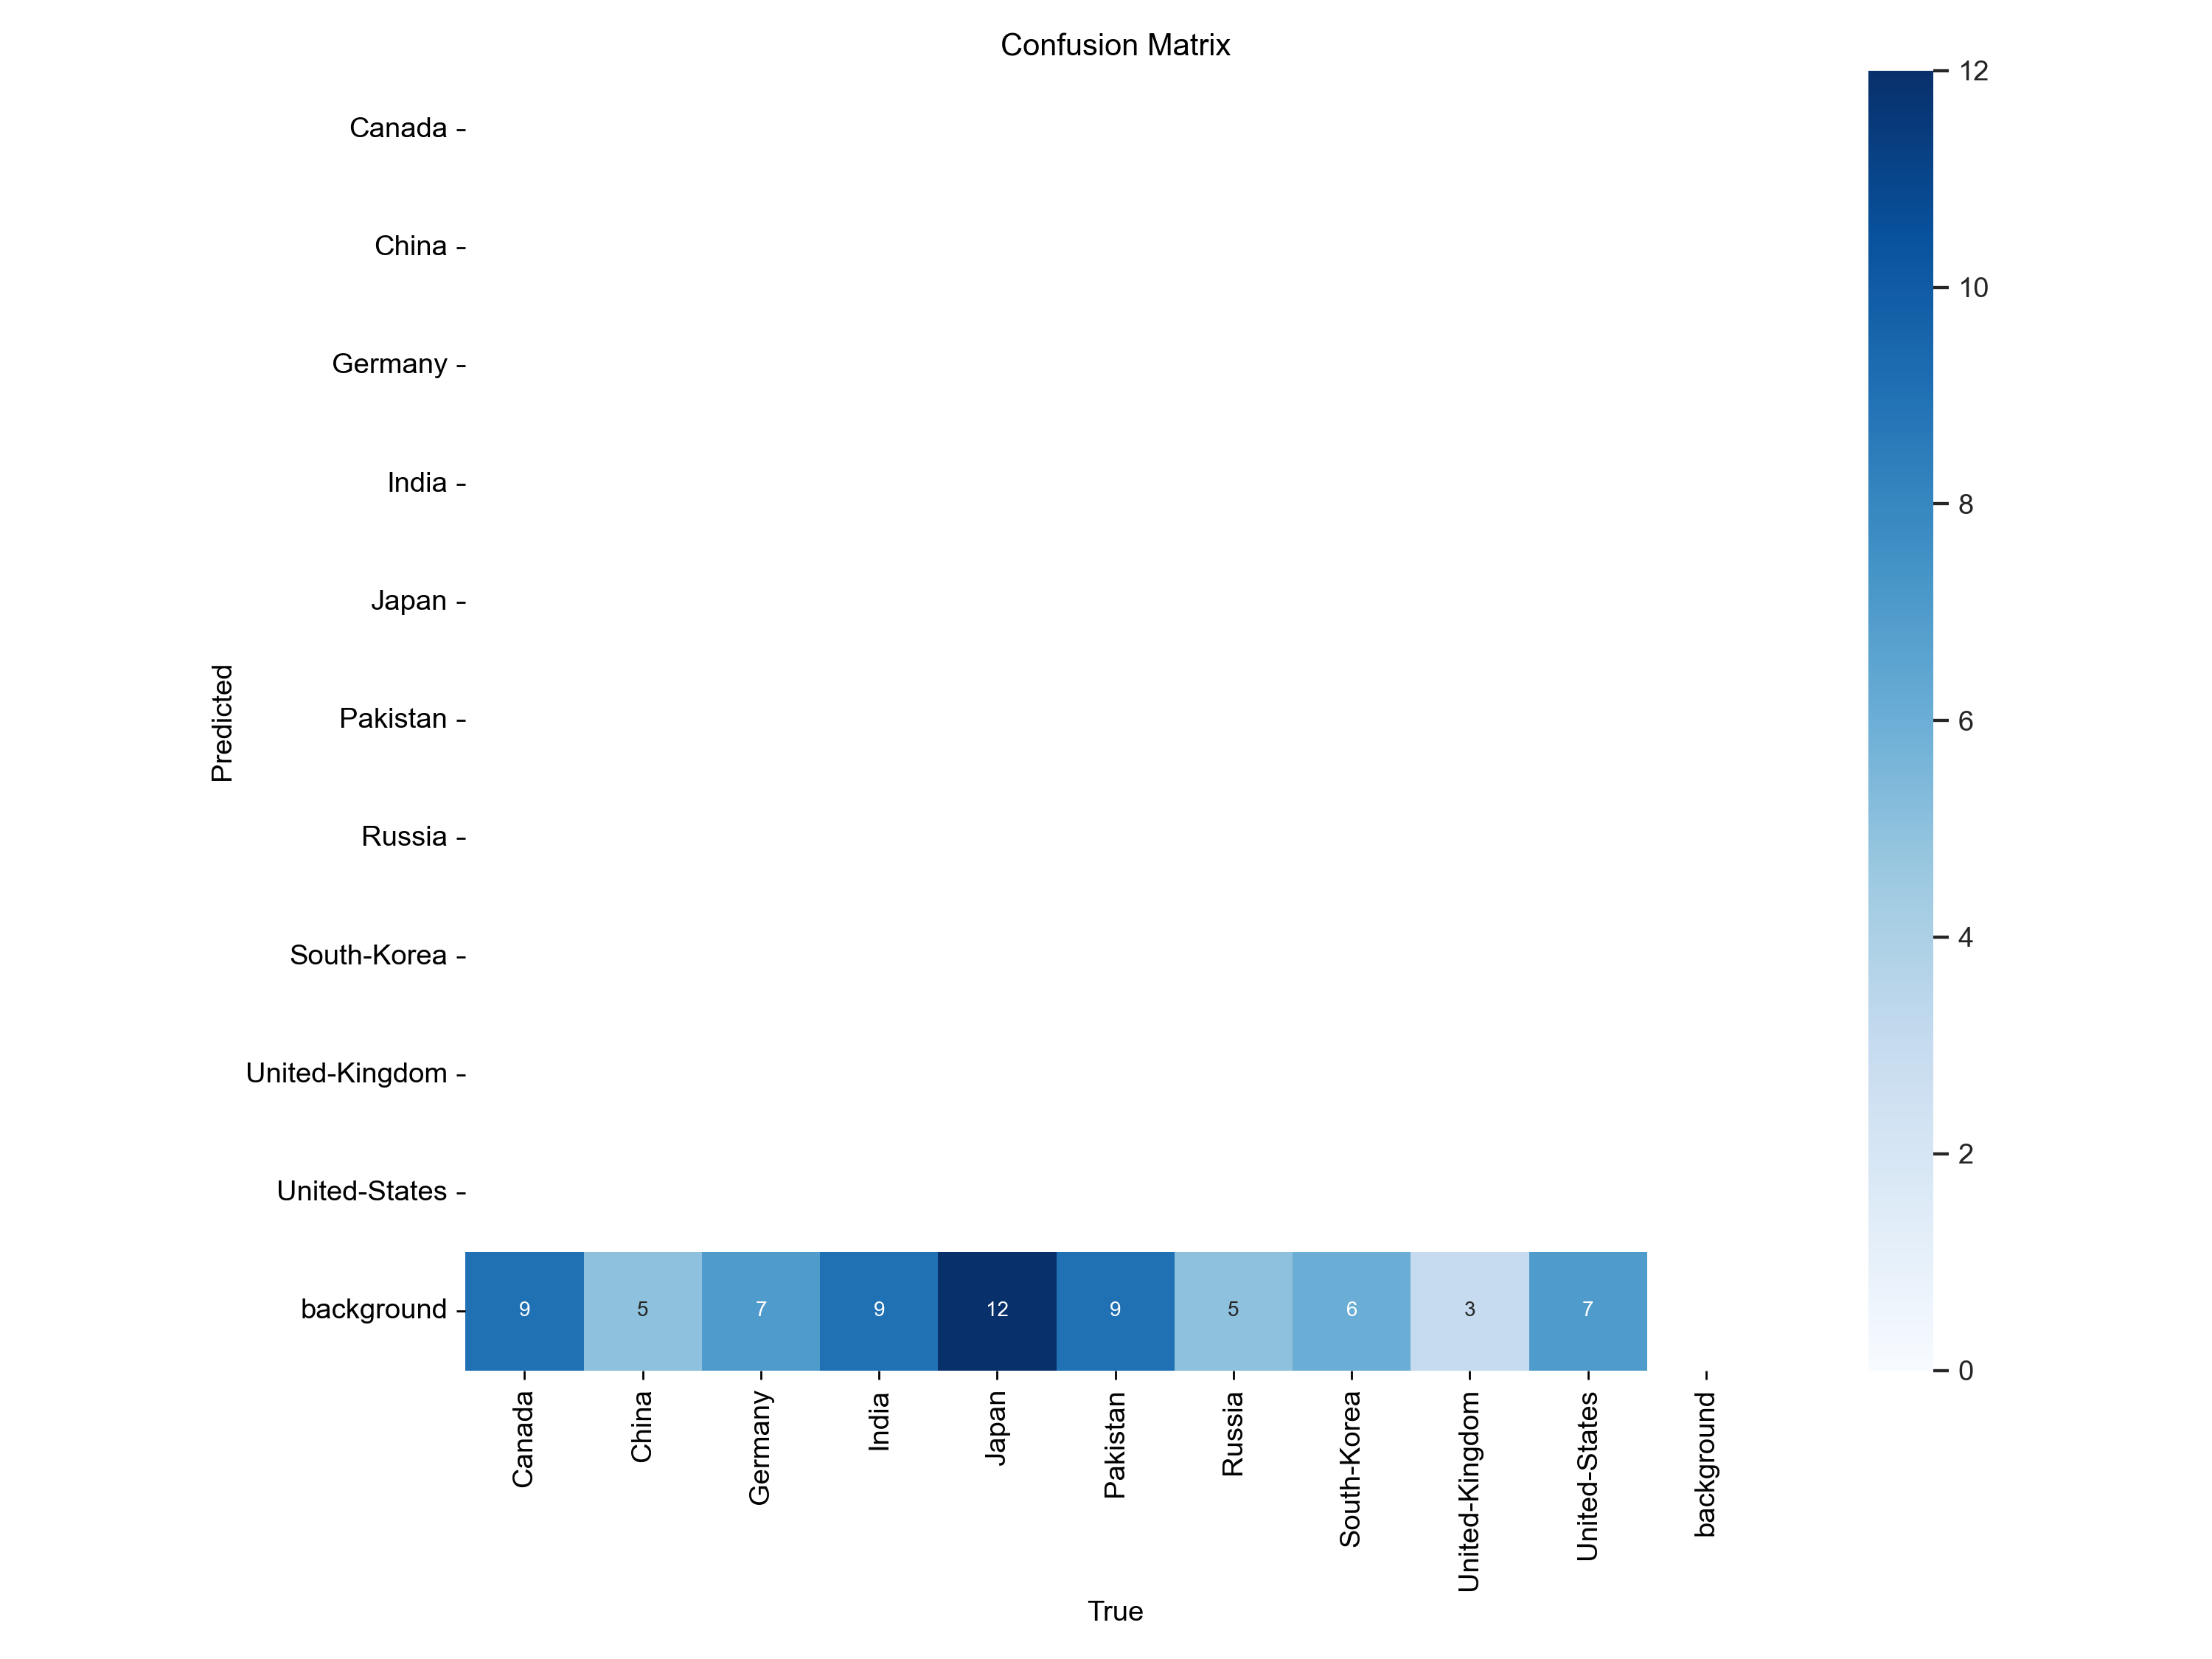 Confusion Matrix
Canada
China
Germany
India
Japan
Pakistan
Russia
South-Korea
United-Kingdom
United-States
background
Predicted
9 5 7 9 12 9 5 6 3 7
Canada China Germany India Japan Pakistan Russia South-Korea United-Kingdom United-States background
True
12
10
8
6
4
2
0